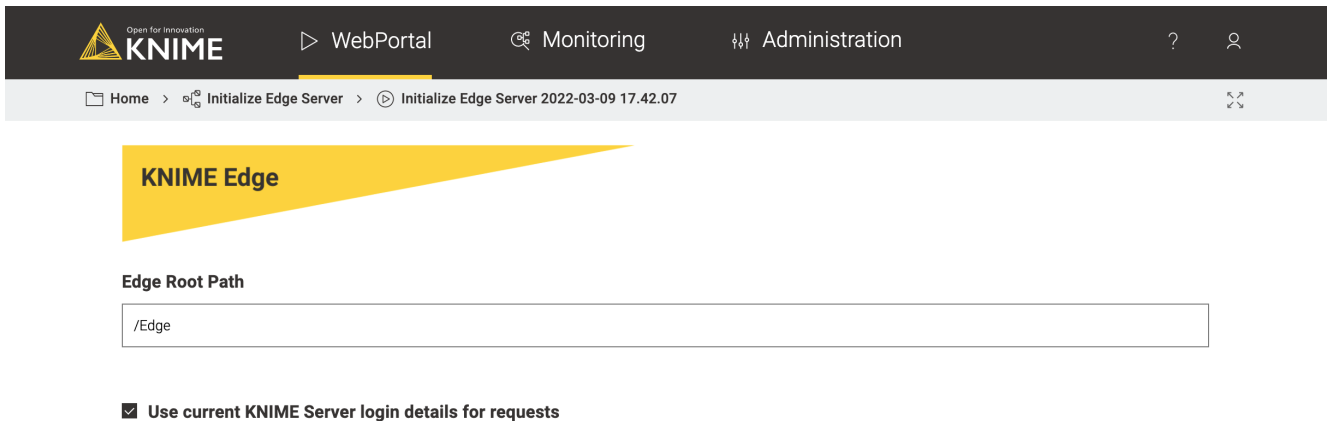 Open for Innovation
KNIME
WebPortal
Monitoring
Administration
?
Home > Initialize Edge Server > Initialize Edge Server 2022-03-09 17.42.07
KNIME Edge
Edge Root Path
/Edge
Use current KNIME Server login details for requests